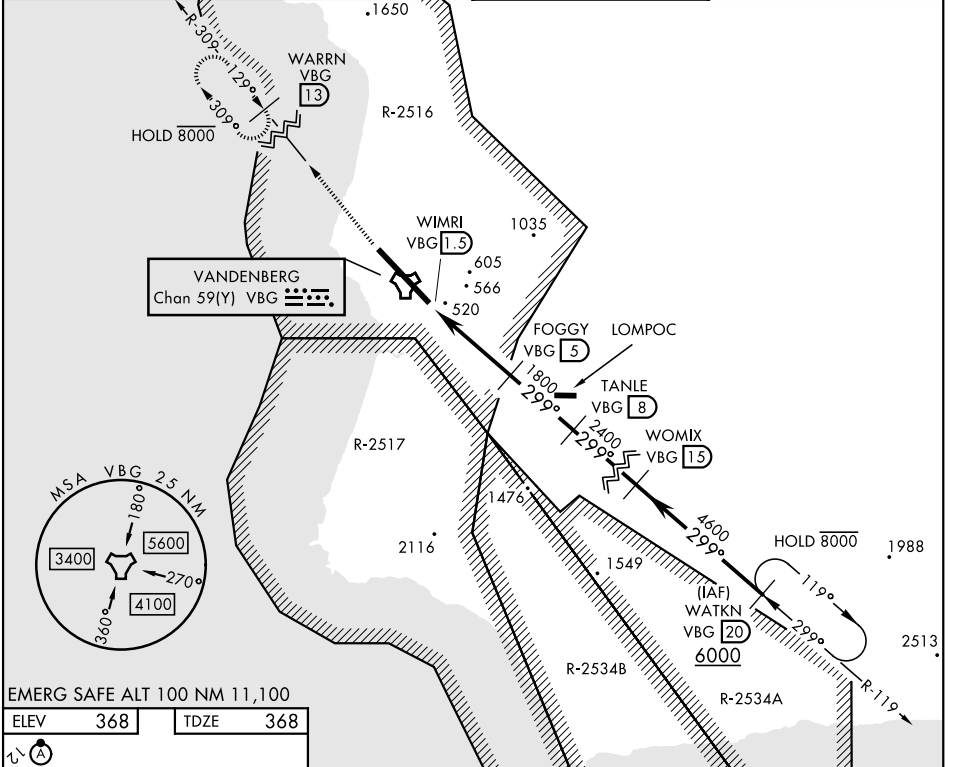 1650
R-309
WARRN
VBG
13
129°
309°
HOLD 8000
R-2516
WIMRI
VBG 1.5
1035
605
566
520
VANDENBERG
Chan 59(Y) VBG
FOGGY
VBG 5
LOMPOC
1800
299°
TANLE
VBG 8
2400
299°
WOMIX
VBG 15
R-2517
1476
2116
4600
299°
HOLD 8000
1988
1549
119°
(IAF)
WATKN
VBG 20
6000
299°
2513
R-119
R-2534B
R-2534A
MSA VBG 25 NM
180°
3400
5600
270°
4100
360°
EMERG SAFE ALT 100 NM 11,100
ELEV 368
TDZE 368
12
A